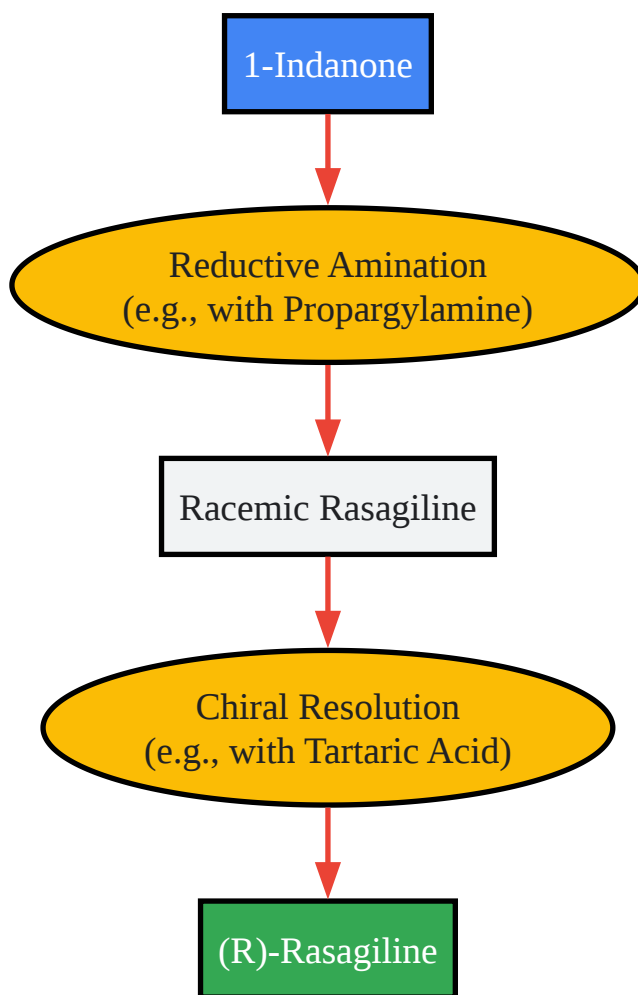 1-Indanone
Reductive Amination
(e.g., with Propargylamine)
Racemic Rasagiline
Chiral Resolution
(e.g., with Tartaric Acid)
(R)-Rasagiline